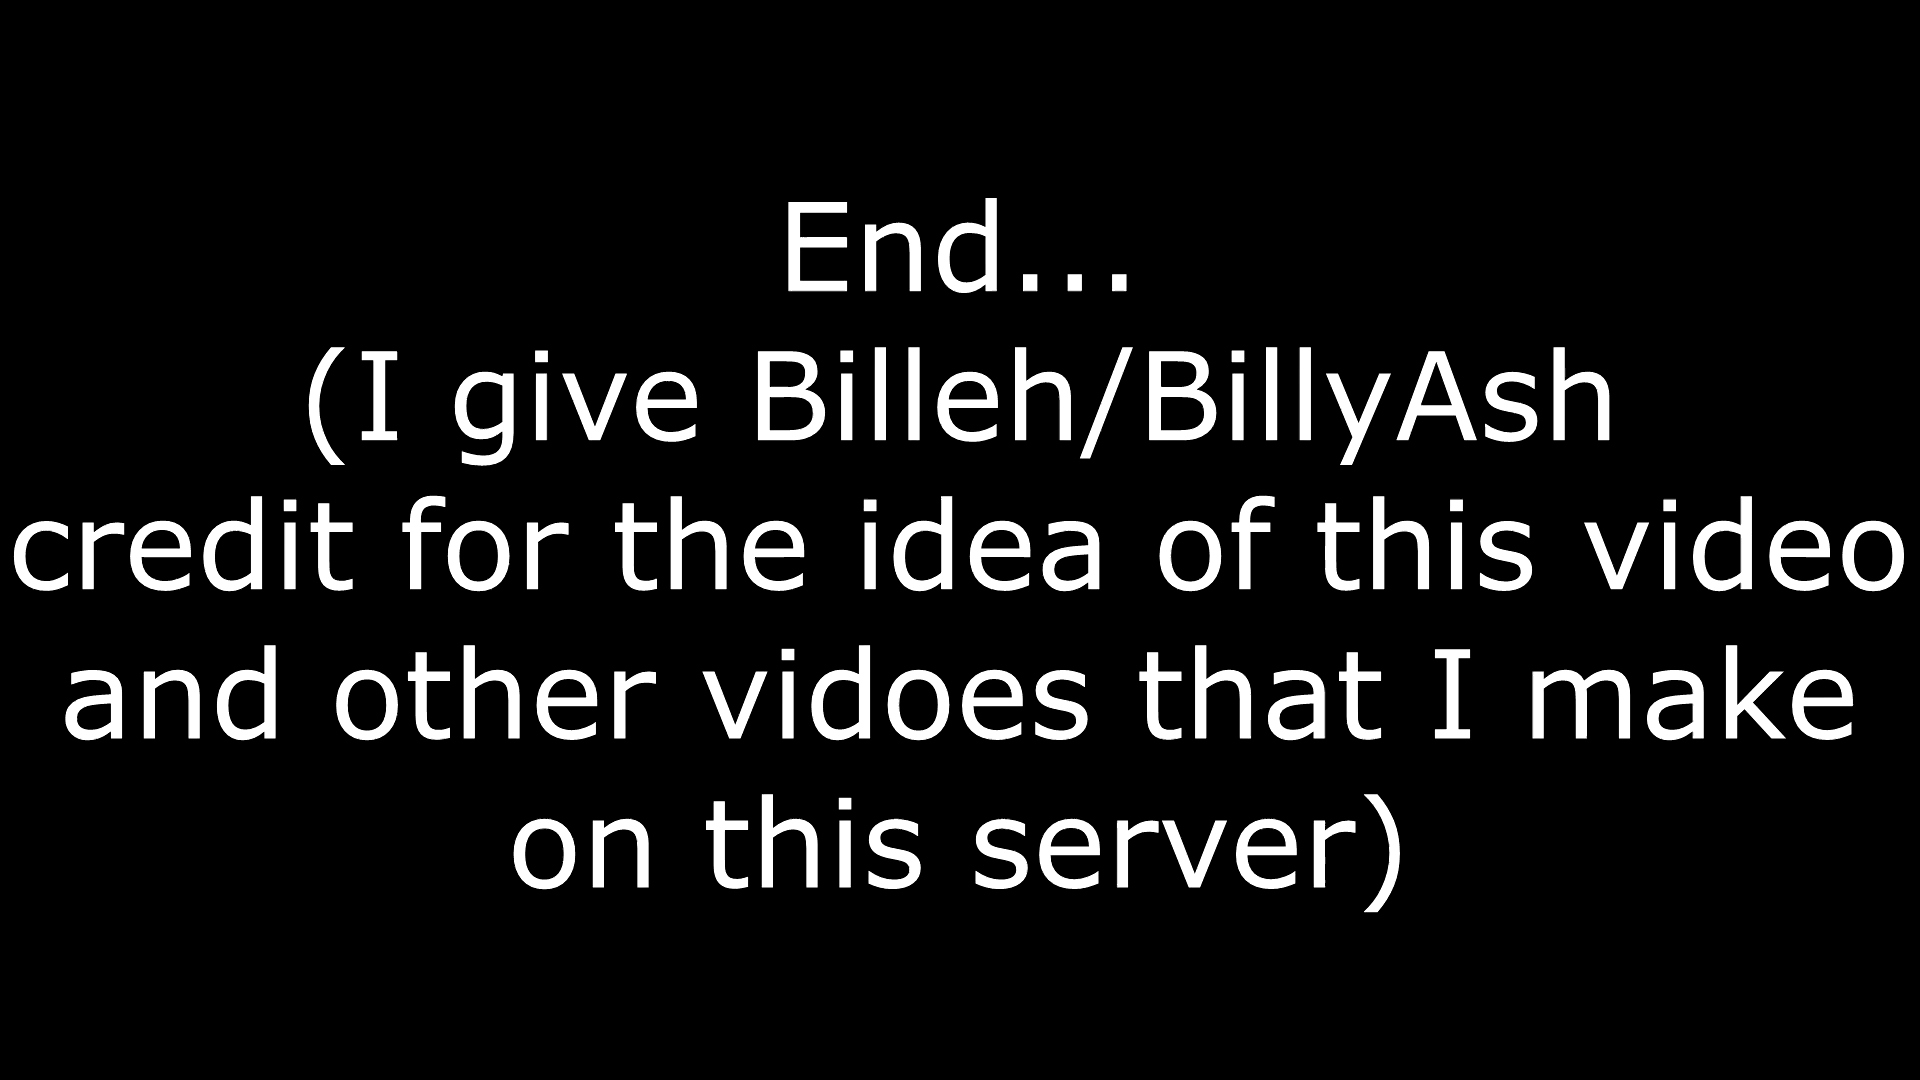 End...
(I give Billeh/BillyAsh
credit for the idea of this video
and other vidoes that I make
on this server)